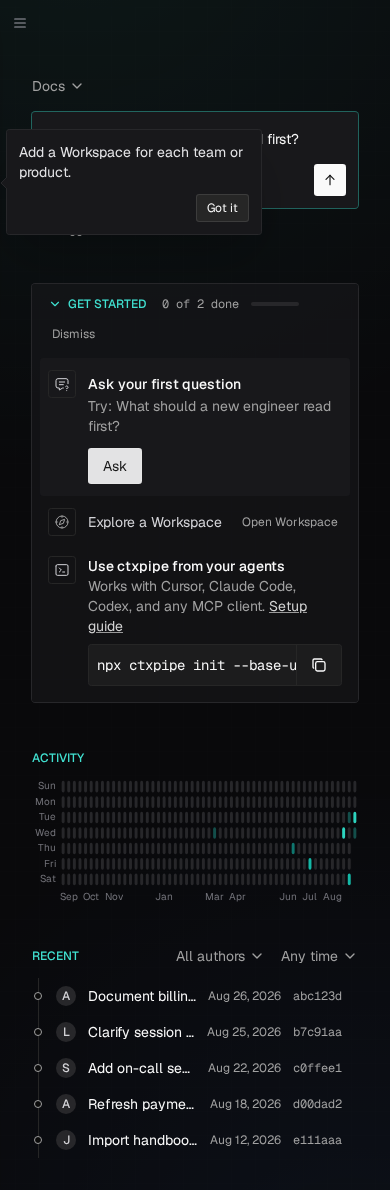 Docs
first?
Add a Workspace for each team or
product.
Got it
GET STARTED 0 of 2 done
Dismiss
Ask your first question
Try: What should a new engineer read
first?
Ask
Explore a Workspace Open Workspace
Use ctxpipe from your agents
Works with Cursor, Claude Code,
Codex, and any MCP client. Setup
guide
npx ctxpipe init --base-u
ACTIVITY
Sun
Mon
Tue
Wed
Thu
Fri
Sat
Sep Oct Nov Jan Mar Apr Jun Jul Aug
RECENT All authors Any time
A Document billin... Aug 26, 2026 abc123d
L Clarify session ... Aug 25, 2026 b7c91aa
S Add on-call se... Aug 22, 2026 c0ffee1
A Refresh payme... Aug 18, 2026 d00dad2
J Import handboo... Aug 12, 2026 e111aaa